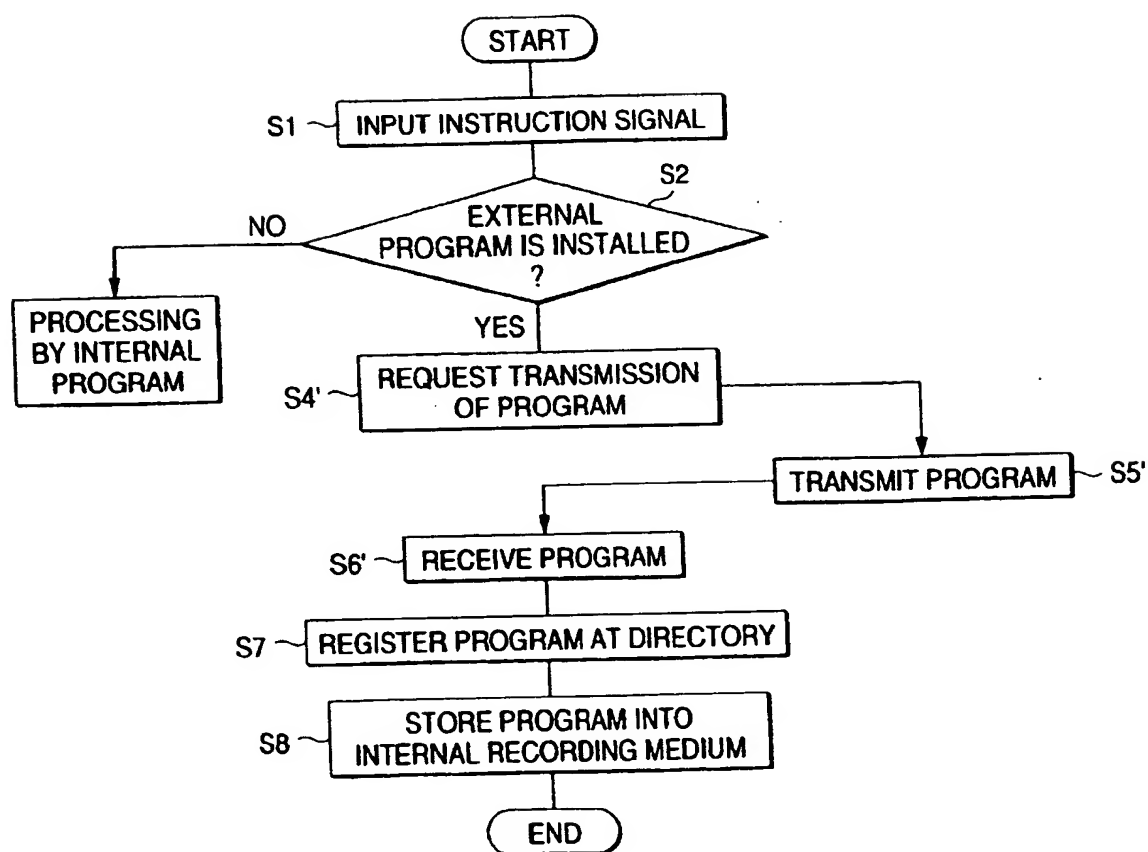 START
S1
INPUT INSTRUCTION SIGNAL
S2
EXTERNAL
PROGRAM IS INSTALLED
?
NO
YES
PROCESSING
BY INTERNAL
PROGRAM
S4'
REQUEST TRANSMISSION
OF PROGRAM
TRANSMIT PROGRAM
S5'
S6'
RECEIVE PROGRAM
S7
REGISTER PROGRAM AT DIRECTORY
S8
STORE PROGRAM INTO
INTERNAL RECORDING MEDIUM
END